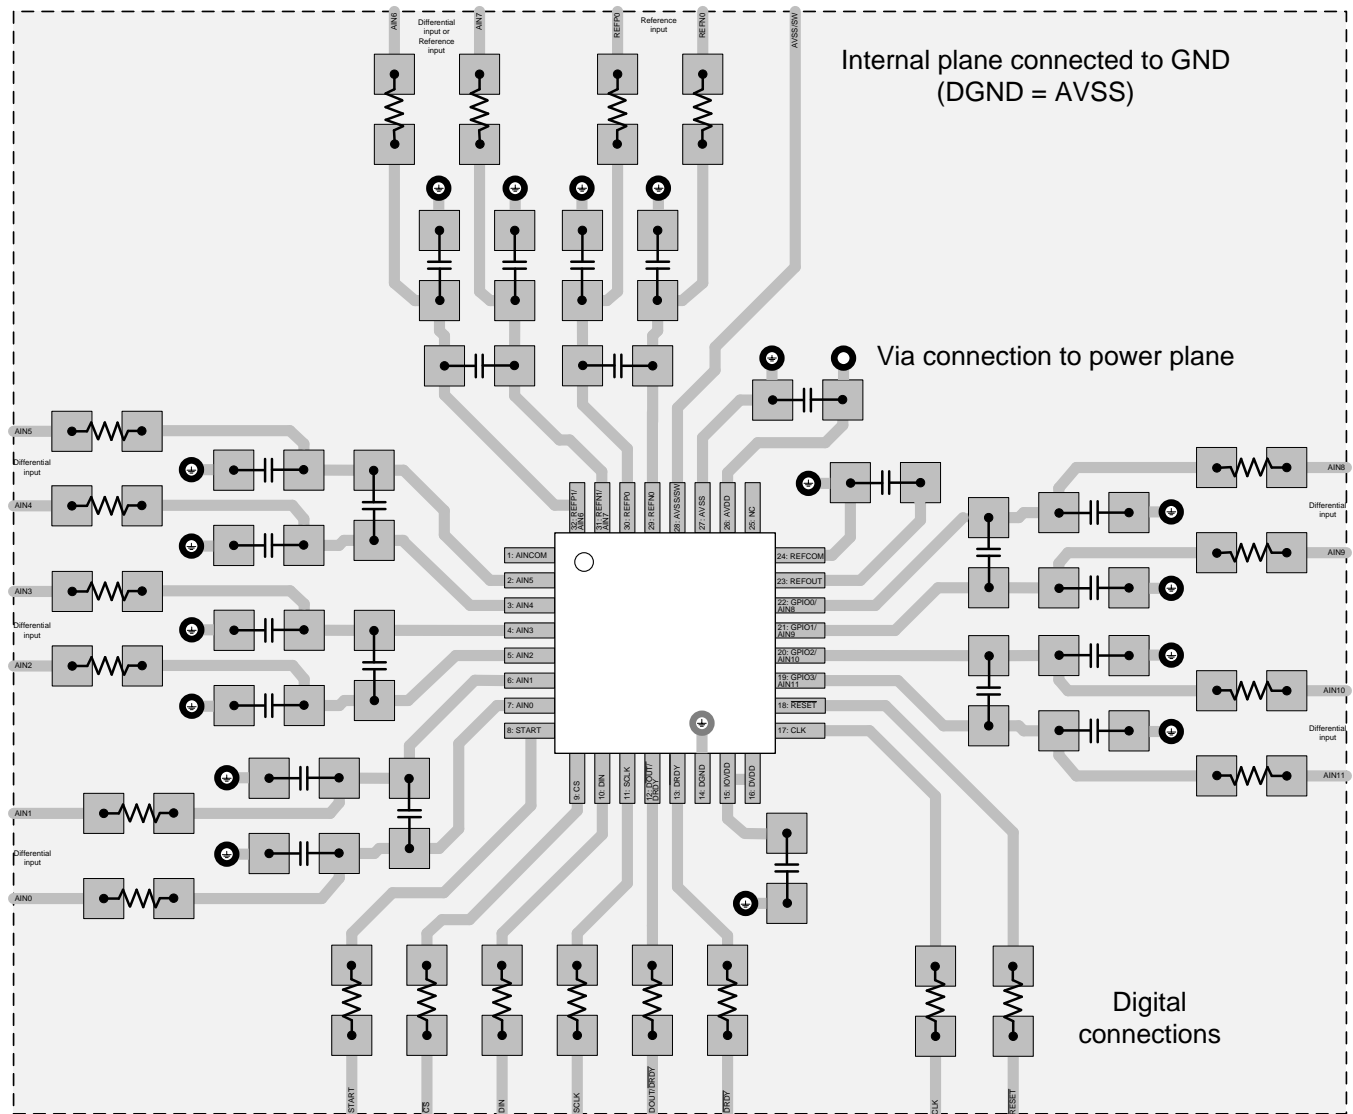 AIN6
Differential
input or
Reference
input
AIN7
REFP0
Reference
input
REFN0
AVSS/SW
Internal plane connected to GND
(DGND = AVSS)
Via connection to power plane
AIN5
Differential
input
AIN4
AIN3
Differential
input
AIN2
AIN1
Differential
input
AIN0
AIN8
Differential
input
AIN9
AIN10
Differential
input
AIN11
32: REFP1/
AIN6
31: REFN1/
AIN7
30: REFP0
29: REFN0
28: AVSS/SW
27: AVSS
26: AVDD
25: NC
1: AINCOM
2: AIN5
3: AIN4
4: AIN3
5: AIN2
6: AIN1
7: AIN0
8: START
24: REFCOM
23: REFOUT
22: GPIO0/
AIN8
21: GPIO1/
AIN9
20: GPIO2/
AIN10
19: GPIO3/
AIN11
18: RESET
17: CLK
9: CS
10: DIN
11: SCLK
12: DOUT/
DRDY
13: DRDY
14: DGND
15: IOVDD
16: DVDD
START
CS
DIN
SCLK
DOUT/DRDY
DRDY
CLK
RESET
Digital
connections